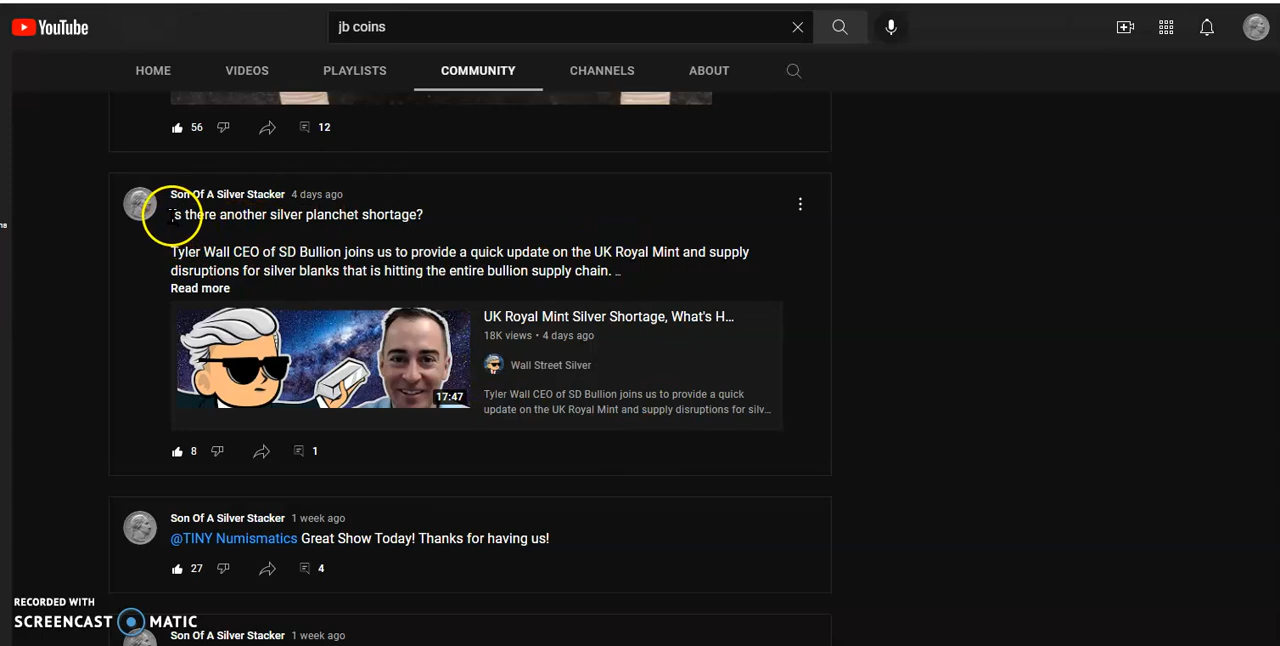 YouTube
jb coins
HOME VIDEOS PLAYLISTS COMMUNITY CHANNELS ABOUT
56 12
Son Of A Silver Stacker 4 days ago
Is there another silver planchet shortage?
Tyler Wall CEO of SD Bullion joins us to provide a quick update on the UK Royal Mint and supply
disruptions for silver blanks that is hitting the entire bullion supply chain. ...
Read more
UK Royal Mint Silver Shortage, What's H...
18K views • 4 days ago
Wall Street Silver
17:47
Tyler Wall CEO of SD Bullion joins us to provide a quick
update on the UK Royal Mint and supply disruptions for silv...
8 1
Son Of A Silver Stacker 1 week ago
@TINY Numismatics Great Show Today! Thanks for having us!
27 4
RECORDED WITH
SCREENCAST MATIC
Son Of A Silver Stacker 1 week ago